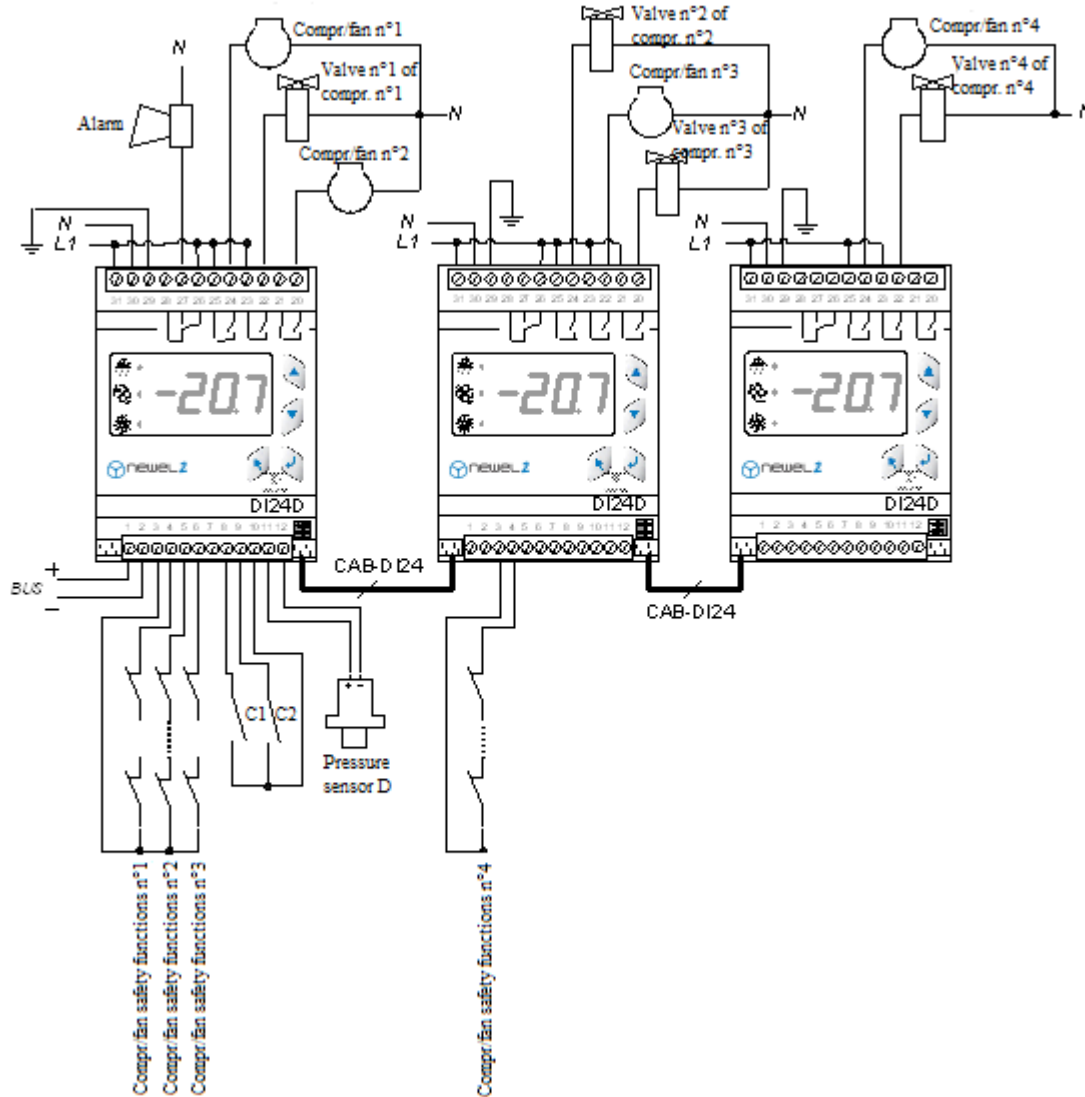 Compr/fan n°1
Valve n°1 of
compr. n°1
Compr/fan n°2
N
Alarm
N
N
L1
Valve n°2 of
compr. n°2
Compr/fan n°3
Valve n°3 of
compr. n°3
N
N
L1
Compr/fan n°4
Valve n°4 of
compr. n°4
N
N
L1
31 30 29 28 27 26 25 24 23 22 21 20
31 30 29 28 27 26 25 24 23 22 21 20
31 30 29 28 27 26 25 24 23 22 21 20
-20.7
-20.7
-20.7
newel2
newel2
newel2
DI24D
DI24D
DI24D
1 2 3 4 5 6 7 8 9 10 11 12
1 2 3 4 5 6 7 8 9 10 11 12
1 2 3 4 5 6 7 8 9 10 11 12
BUS
+
−
CAB-DI24
CAB-DI24
C1
C2
+ −
Pressure
sensor D
Compr/fan safety functions n°1
Compr/fan safety functions n°2
Compr/fan safety functions n°3
Compr/fan safety functions n°4